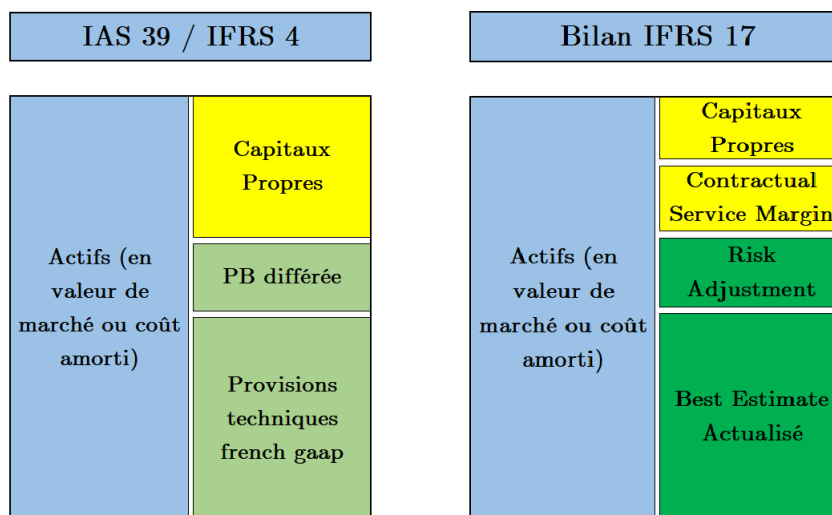 IAS 39 / IFRS 4
Actifs (en
valeur de
marché ou coût
amorti)
Capitaux
Propres
PB différée
Provisions
techniques
french gaap
Bilan IFRS 17
Actifs (en
valeur de
marché ou coût
amorti)
Capitaux
Propres
Contractual
Service Margin
Risk
Adjustment
Best Estimate
Actualisé